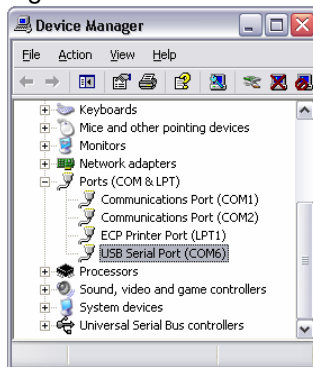 Device Manager
File Action View Help
Keyboards
Mice and other pointing devices
Monitors
Network adapters
Ports (COM & LPT)
Communications Port (COM1)
Communications Port (COM2)
ECP Printer Port (LPT1)
USB Serial Port (COM6)
Processors
Sound, video and game controllers
System devices
Universal Serial Bus controllers